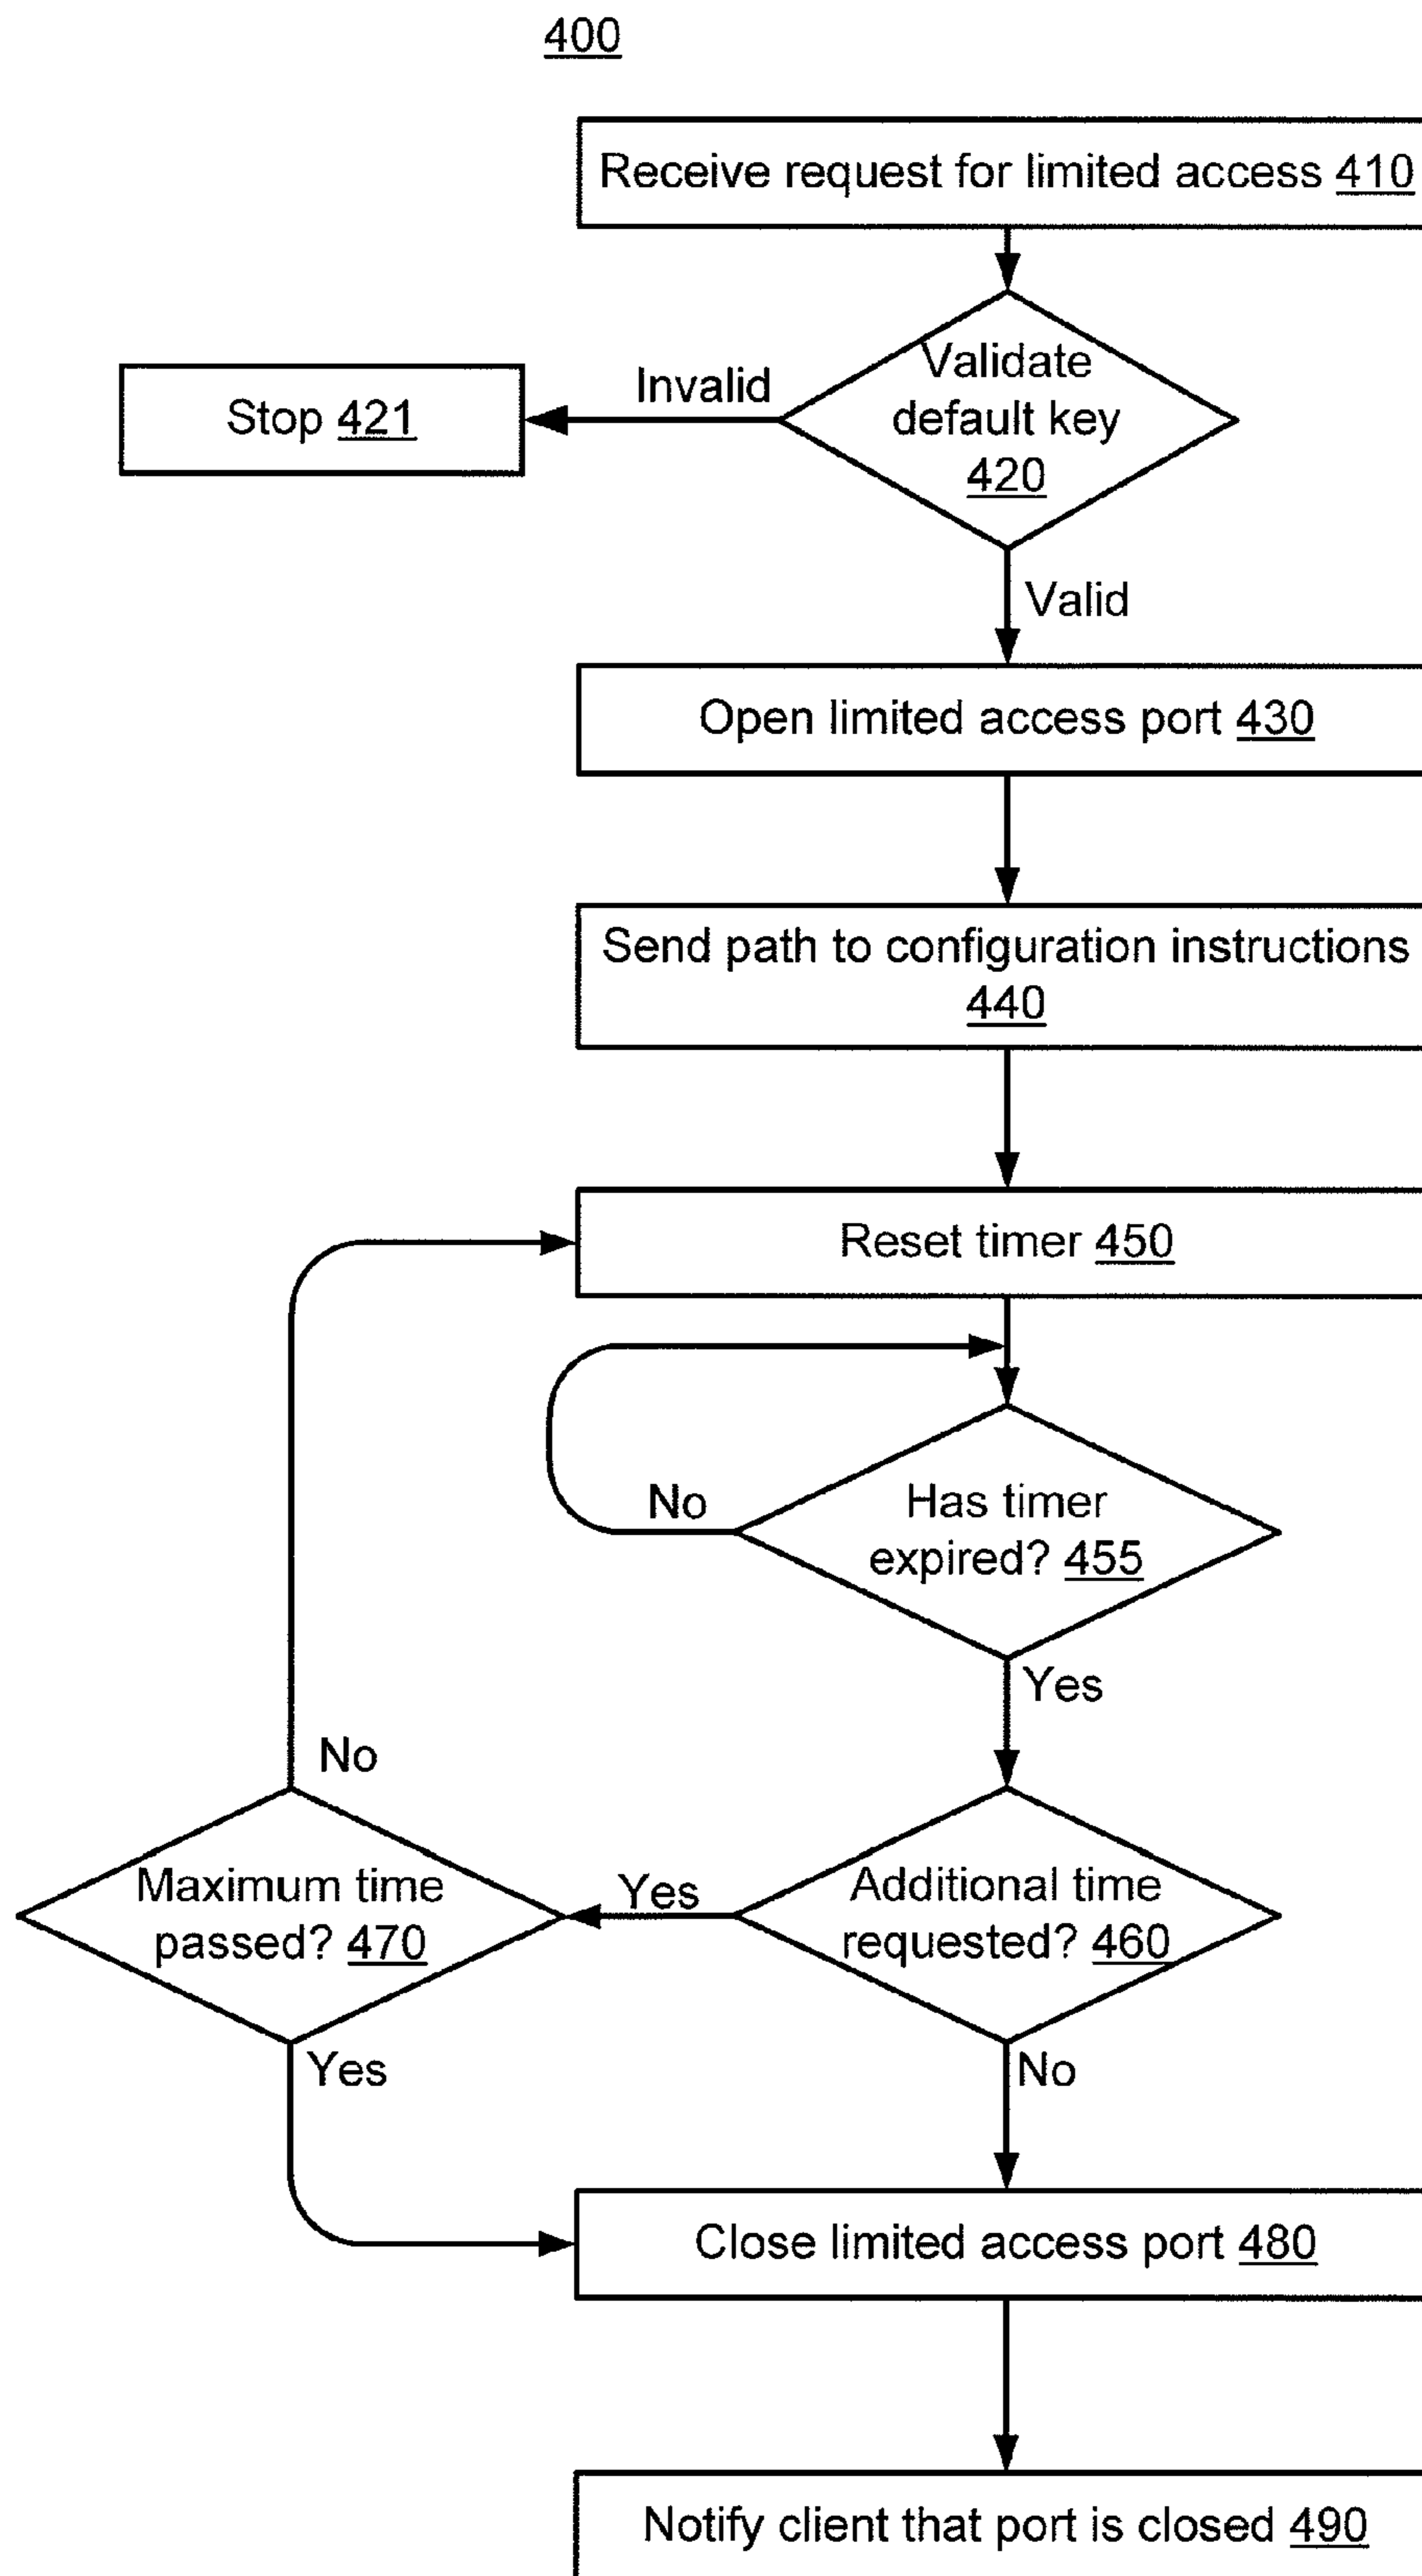 400
Receive request for limited access 410
Validate
default key
420
Invalid
Stop 421
Valid
Open limited access port 430
Send path to configuration instructions
440
Reset timer 450
Has timer
expired? 455
No
Yes
Additional time
requested? 460
Yes
Maximum time
passed? 470
No
Yes
No
Close limited access port 480
Notify client that port is closed 490